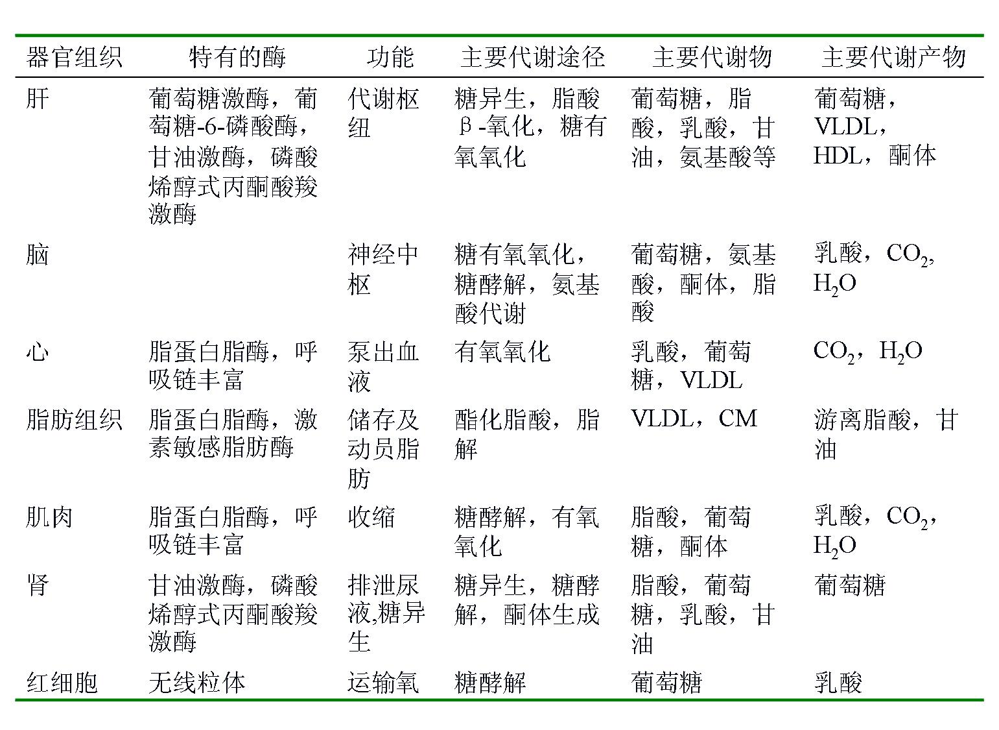 器官组织 特有的酶 功能 主要代谢途径 主要代谢物 主要代谢产物
肝 葡萄糖激酶，葡 代谢枢 糖异生，脂酸 葡萄糖，脂 葡萄糖，
萄糖-6-磷酸酶， 纽 β-氧化，糖有 酸，乳酸，甘 VLDL，
甘油激酶，磷酸 氧氧化 油，氨基酸等 HDL，酮体
烯醇式丙酮酸羧
激酶
脑 神经中 糖有氧氧化， 葡萄糖，氨基 乳酸，CO₂,
枢 糖酵解，氨基 酸，酮体，脂 H₂O
酸代谢 酸
心 脂蛋白脂酶，呼 泵出血 有氧氧化 乳酸，葡萄 CO₂，H₂O
吸链丰富 液 糖，VLDL
脂肪组织 脂蛋白脂酶，激 储存及 酯化脂酸，脂 VLDL，CM 游离脂酸，甘
素敏感脂肪酶 动员脂 解 油
肪
肌肉 脂蛋白脂酶，呼 收缩 糖酵解，有氧 脂酸，葡萄 乳酸，CO₂，
吸链丰富 氧化 糖，酮体 H₂O
肾 甘油激酶，磷酸 排泄尿 糖异生，糖酵 脂酸，葡萄 葡萄糖
烯醇式丙酮酸羧 液,糖异 解，酮体生成 糖，乳酸，甘
激酶 生 油
红细胞 无线粒体 运输氧 糖酵解 葡萄糖 乳酸